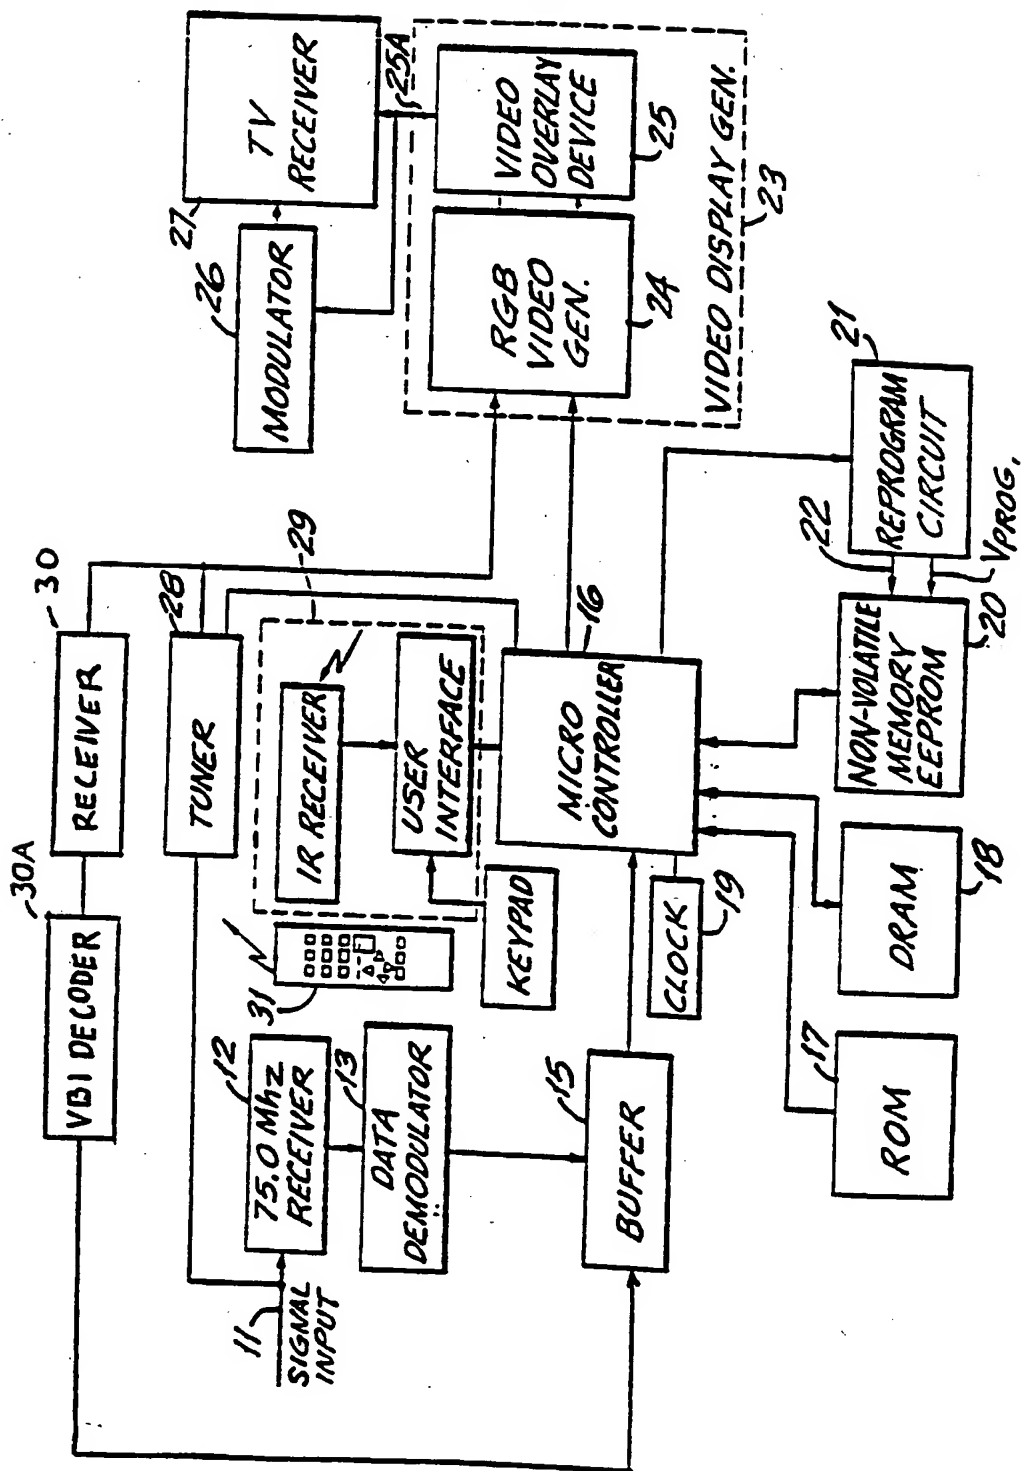 30A
30
VBI DECODER
RECEIVER
28
TUNER
29
IR RECEIVER
USER
INTERFACE
31
KEYPAD
12
75.0 Mhz
RECEIVER
11
SIGNAL
INPUT
13
DATA
DEMODULATOR
15
BUFFER
16
MICRO
CONTROLLER
CLOCK
19
17
ROM
DRAM
18
NON-VOLATILE
MEMORY
EEPROM
20
22
VPROG.
21
REPROGRAM
CIRCUIT
26
MODULATOR
27
TV
RECEIVER
25A
RGB
VIDEO
GEN.
24
VIDEO
OVERLAY
DEVICE
25
VIDEO DISPLAY GEN.
23